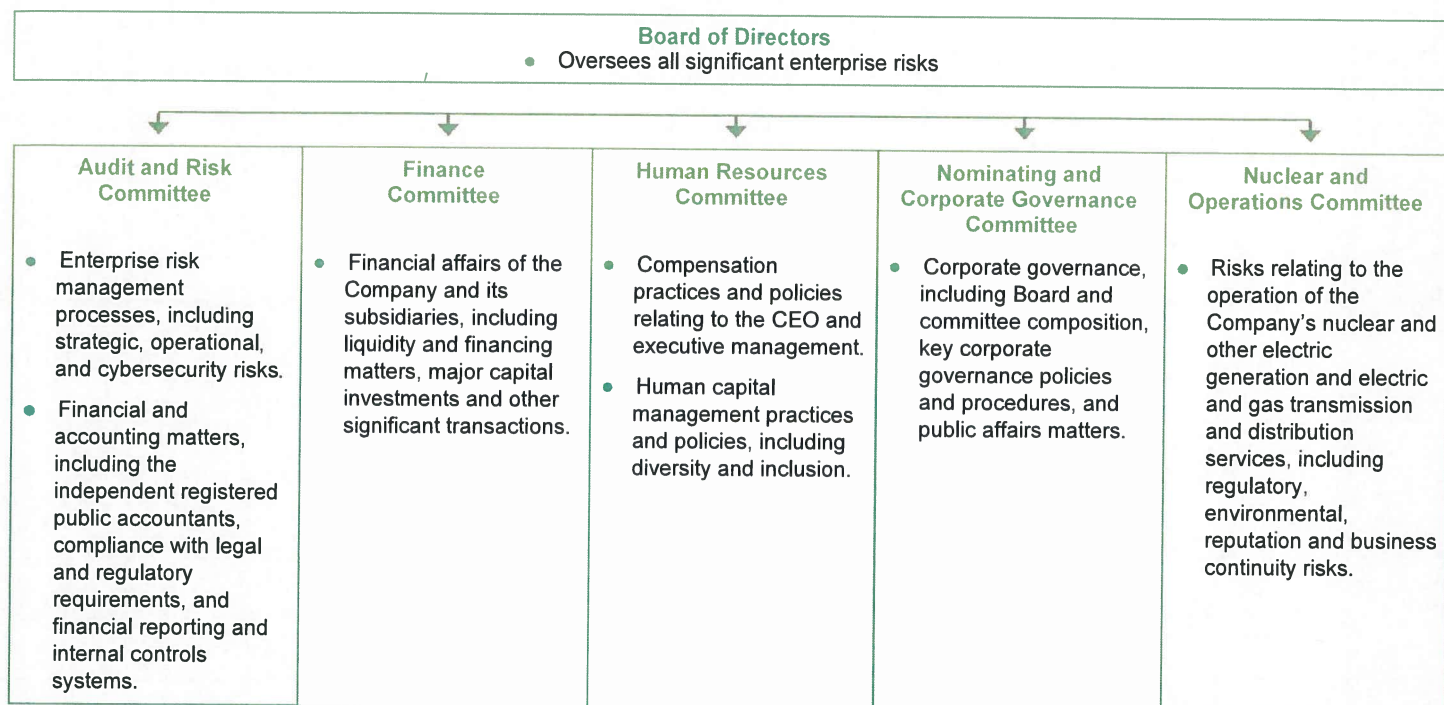 Board of Directors
• Oversees all significant enterprise risks
Audit and Risk
Committee
• Enterprise risk
management
processes, including
strategic, operational,
and cybersecurity risks.
• Financial and
accounting matters,
including the
independent registered
public accountants,
compliance with legal
and regulatory
requirements, and
financial reporting and
internal controls
systems.
Finance
Committee
• Financial affairs of the
Company and its
subsidiaries, including
liquidity and financing
matters, major capital
investments and other
significant transactions.
Human Resources
Committee
• Compensation
practices and policies
relating to the CEO and
executive management.
• Human capital
management practices
and policies, including
diversity and inclusion.
Nominating and
Corporate Governance
Committee
• Corporate governance,
including Board and
committee composition,
key corporate
governance policies
and procedures, and
public affairs matters.
Nuclear and
Operations Committee
• Risks relating to the
operation of the
Company's nuclear and
other electric
generation and electric
and gas transmission
and distribution
services, including
regulatory,
environmental,
reputation and business
continuity risks.